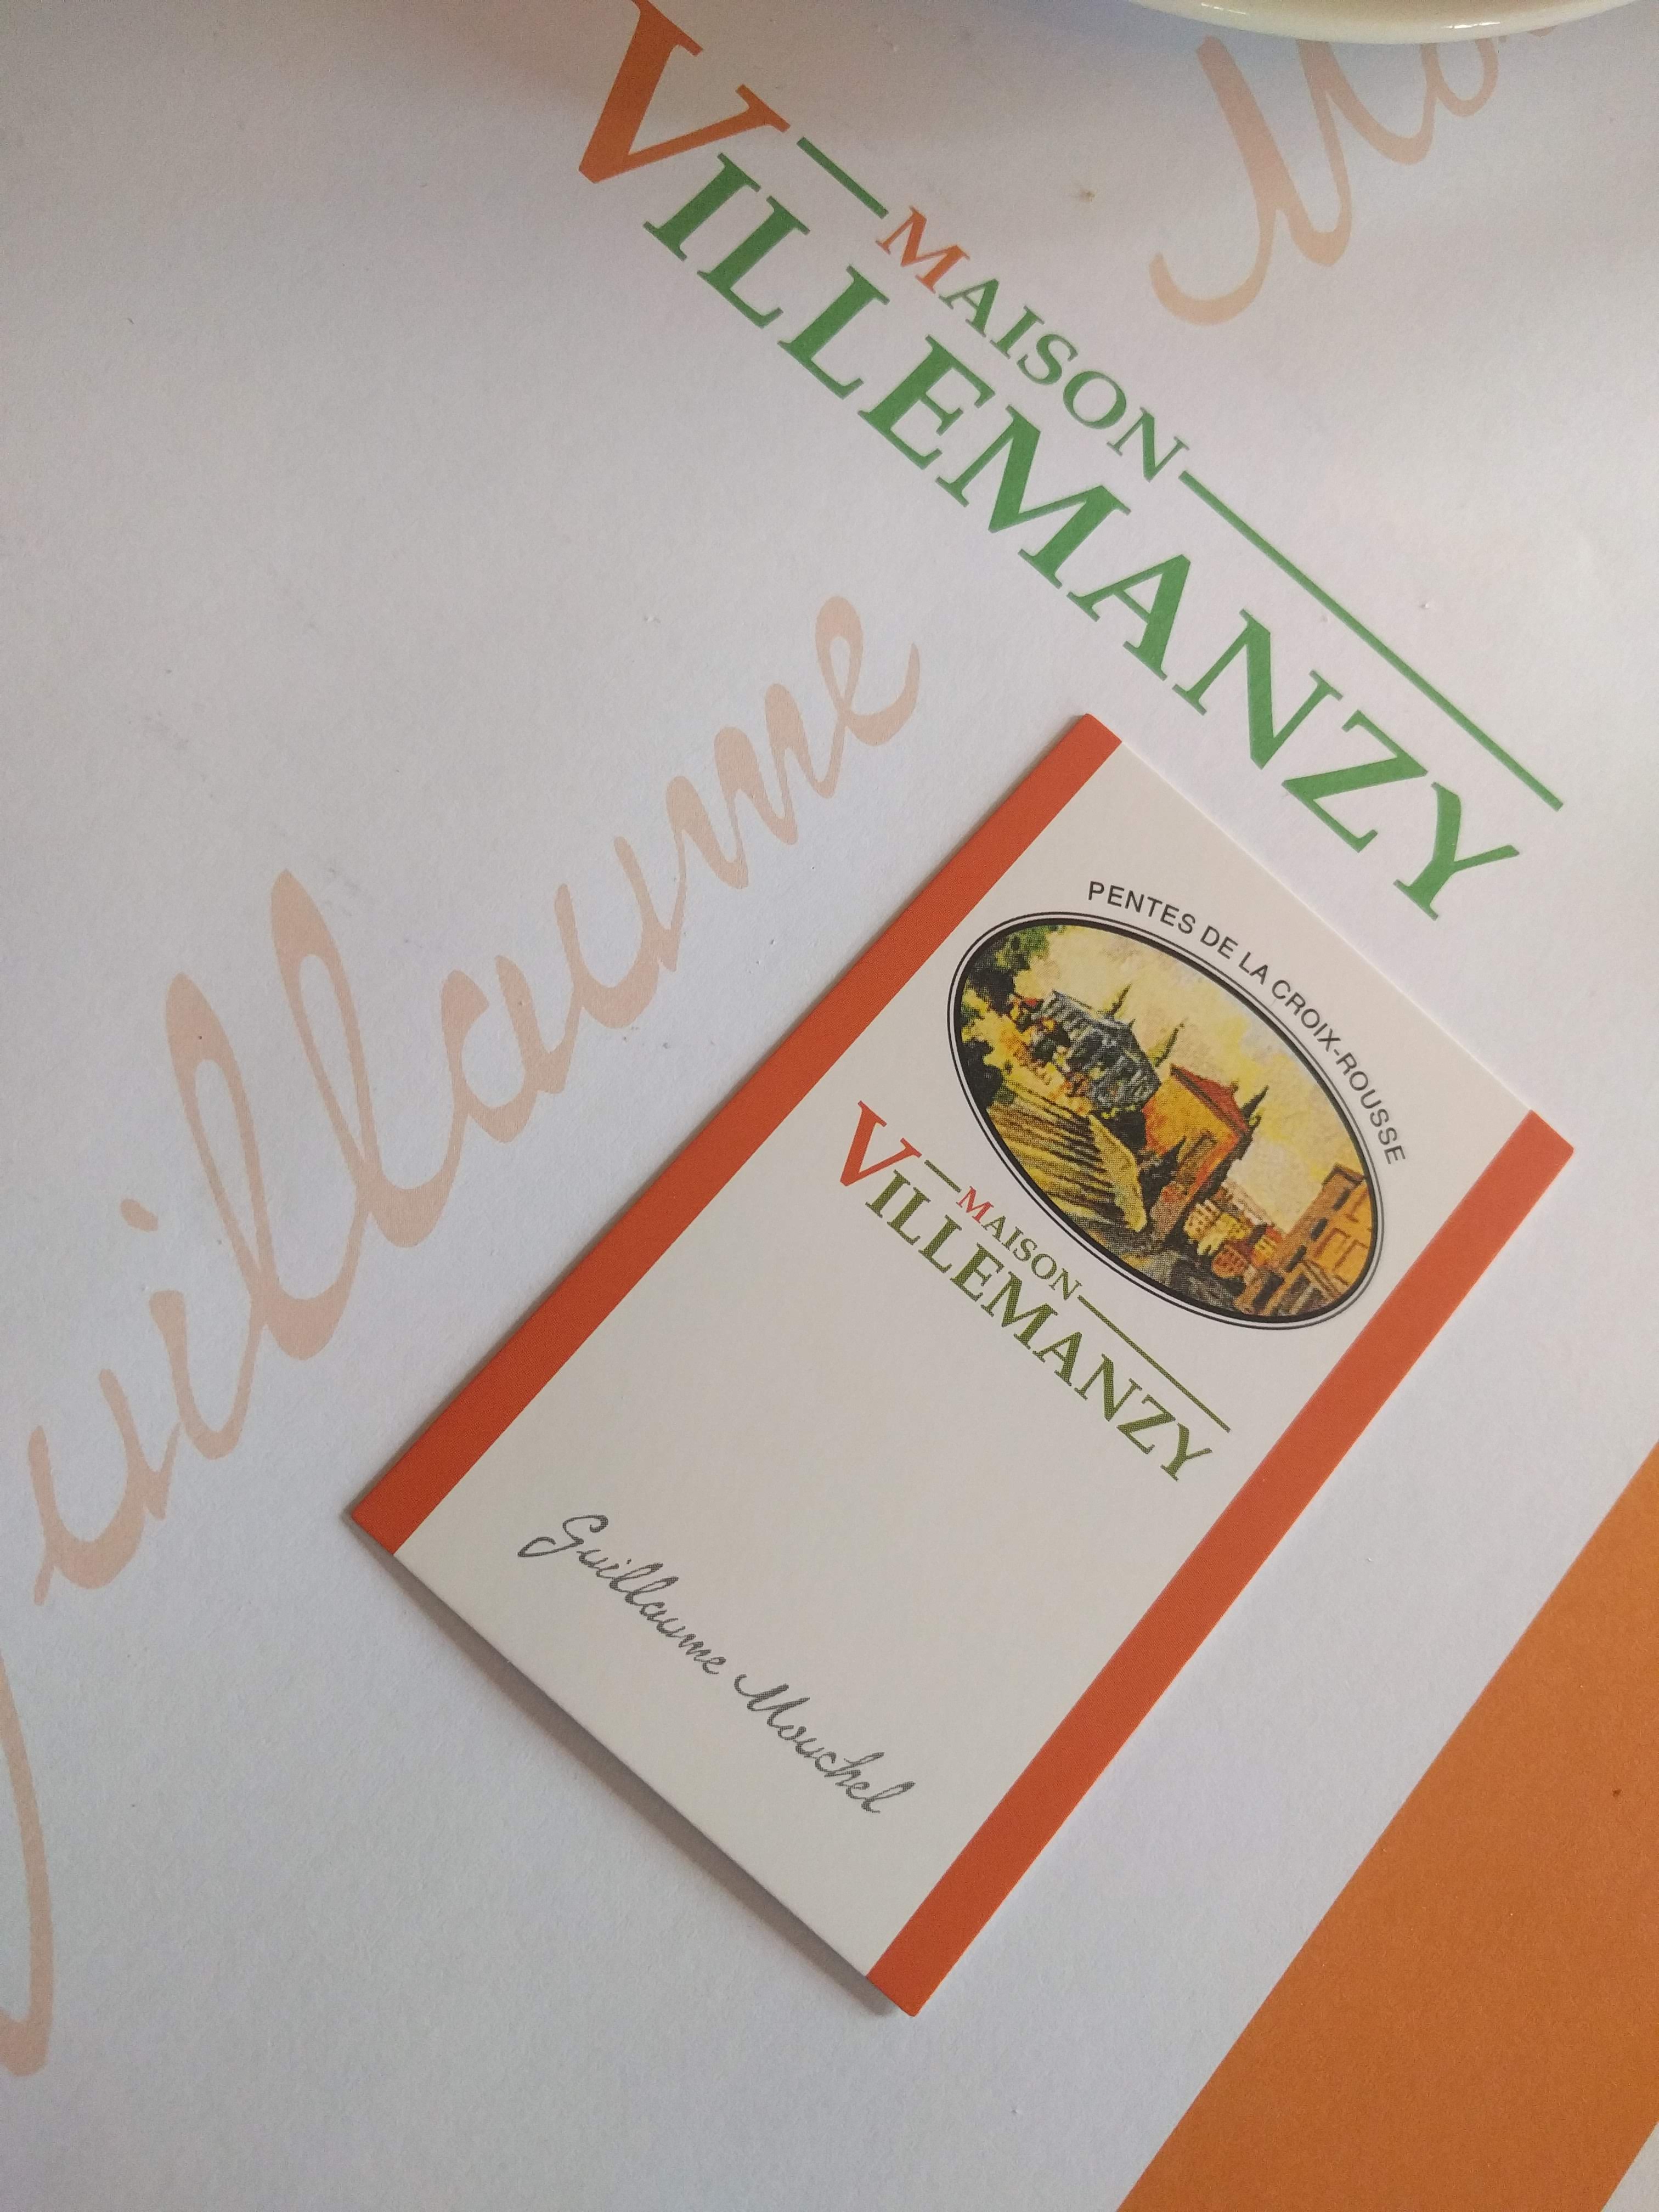 MAISON
VILLEMANZY
Guillaume
PENTES DE LA CROIX-ROUSSE
MAISON
VILLEMANZY
Guillaume Mouchel